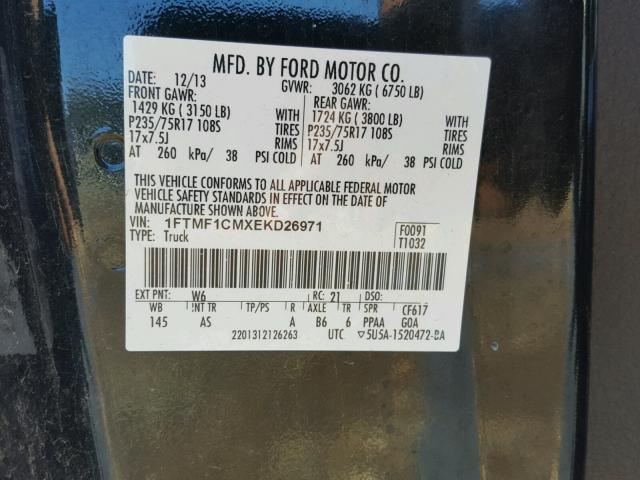 MFD. BY FORD MOTOR CO.
DATE: 12/13 GVWR: 3062 KG ( 6750 LB)
FRONT GAWR: REAR GAWR:
1429 KG ( 3150 LB) 1724 KG ( 3800 LB)
P235/75R17 108S TIRES P235/75R17 108S TIRES
17x7.5J RIMS 17x7.5J RIMS
AT 260 kPa/ 38 PSI COLD AT 260 kPa/ 38 PSI COLD
THIS VEHICLE CONFORMS TO ALL APPLICABLE FEDERAL MOTOR
VEHICLE SAFETY STANDARDS IN EFFECT ON THE DATE OF
MANUFACTURE SHOWN ABOVE.
VIN: 1FTMF1CMXEKD26971 F0091
TYPE: Truck T1032
EXT PNT: W6 RC: 21 DSO:
WB INT TR TP/PS R AXLE TR SPR CF617
145 AS A B6 6 PPAA GOA
2201312126263 UTC ▽5U5A-1520472-BA